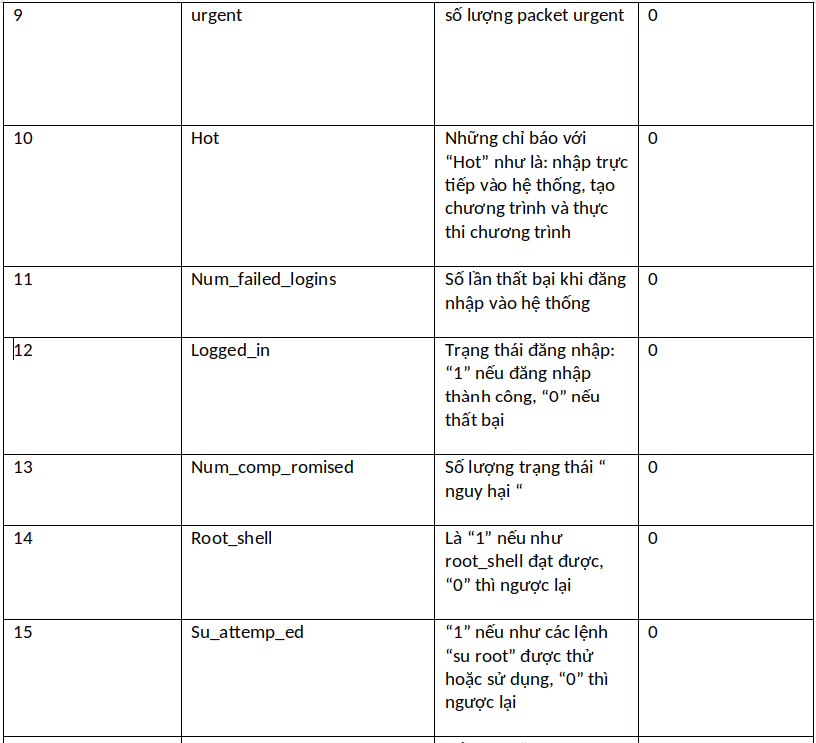 9 urgent số lượng packet urgent 0
10 Hot Những chỉ báo với 0
“Hot” như là: nhập trực
tiếp vào hệ thống, tạo
chương trình và thực
thi chương trình
11 Num_failed_logins Số lần thất bại khi đăng 0
nhập vào hệ thống
12 Logged_in Trạng thái đăng nhập: 0
“1” nếu đăng nhập
thành công, “0” nếu
thất bại
13 Num_comp_romised Số lượng trạng thái “ 0
nguy hại “
14 Root_shell Là “1” nếu như 0
root_shell đạt được,
“0” thì ngược lại
15 Su_attemp_ed “1” nếu như các lệnh 0
“su root” được thử
hoặc sử dụng, “0” thì
ngược lại